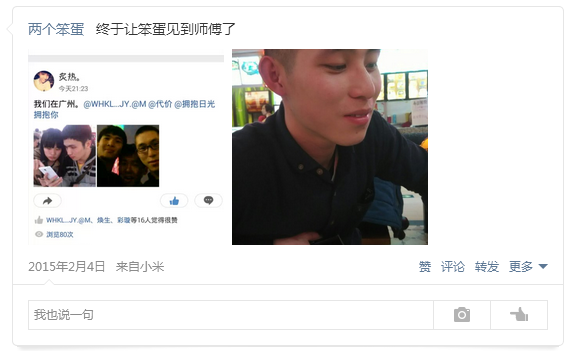 两个笨蛋 终于让笨蛋见到师傅了
炙热。
今天21:23
我们在广州。@WHKL...JY.@M @代价 @拥抱日光
拥抱你
WHKL...JY.@M、焕生、彩璇等16人觉得很赞
浏览80次
2015年2月4日 来自小米
赞 评论 转发 更多
我也说一句